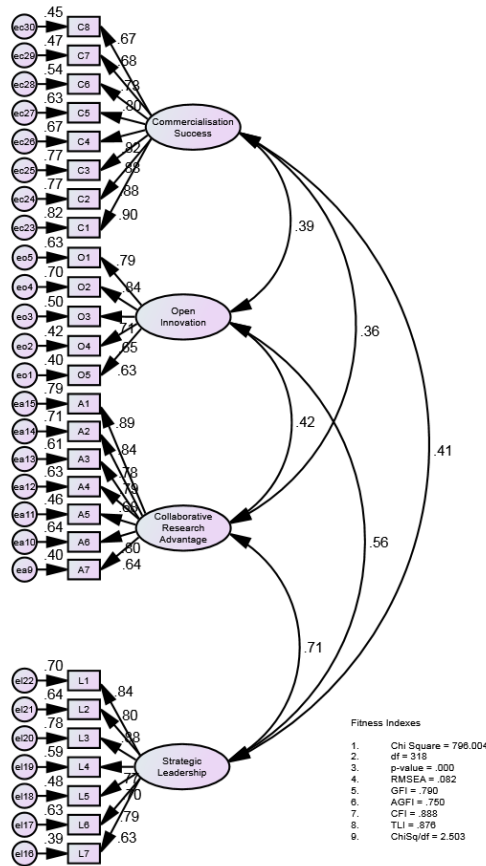 .45
ec30 C8 .67
.47
ec29 C7 .68
.54
ec28 C6 .73
.63
ec27 C5 .80
.67
ec26 C4 .82
.77
ec25 C3 .88
.77
ec24 C2 .88
.82
ec23 C1 .90
Commercialisation
Success
.63
eo5 O1 .79
.70
eo4 O2 .84
.50
eo3 O3 .71
.42
eo2 O4 .65
.40
eo1 O5 .63
Open
Innovation
.79
ea15 A1 .89
.71
ea14 A2 .84
.61
ea13 A3 .78
.63
ea12 A4 .79
.46
ea11 A5
.64
ea10 A6 .80
.40
ea9 A7 .64
Collaborative
Research
Advantage
.70
el22 L1 .84
.64
el21 L2 .80
.78
el20 L3 .88
.59
el19 L4
.48
el18 L5 .70
.63
el17 L6 .79
.39
el16 L7 .63
Strategic
Leadership
.39
.36
.42
.41
.56
.71
Fitness Indexes
1. Chi Square = 796.004
2. df = 318
3. p-value = .000
4. RMSEA = .082
5. GFI = .790
6. AGFI = .750
7. CFI = .888
8. TLI = .876
9. ChiSq/df = 2.503